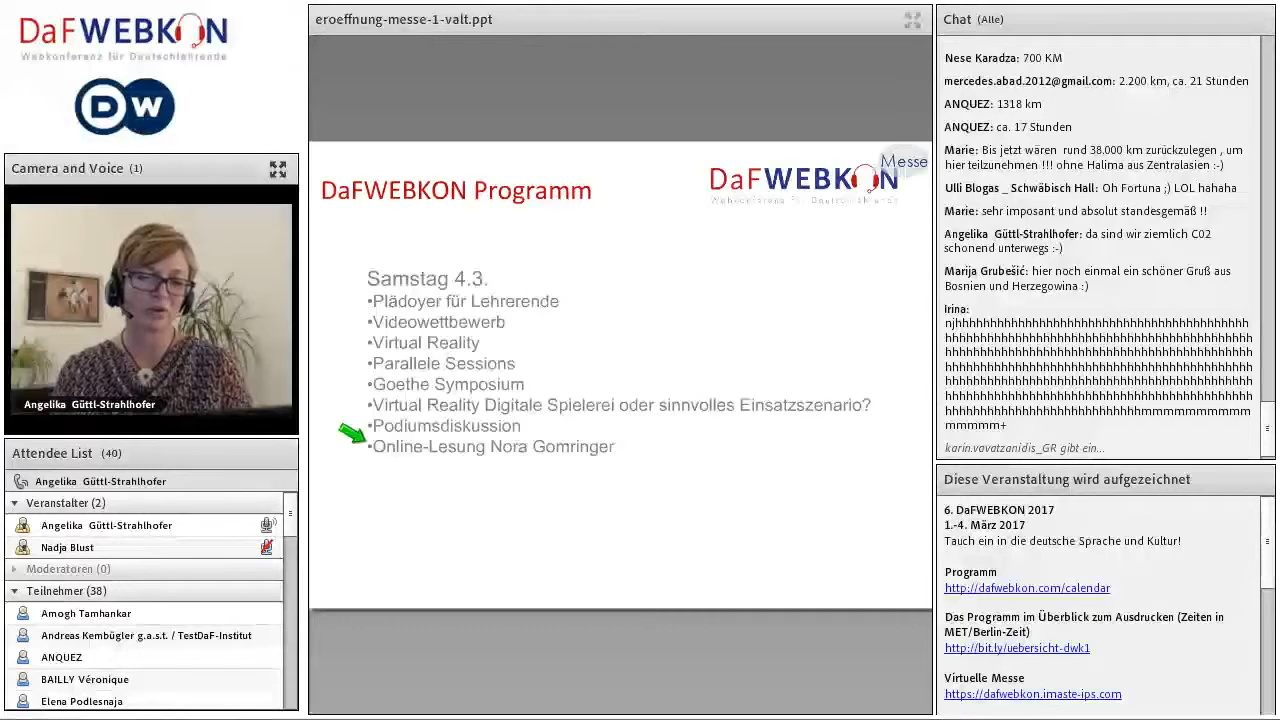 DaFWEBKON
Webkonferenz für Deutschlehrende
DW
Camera and Voice (1)
Angelika Güttl-Strahlhofer
Attendee List (40)
Angelika Güttl-Strahlhofer
Veranstalter (2)
Angelika Güttl-Strahlhofer
Nadja Blust
Moderatoren (0)
Teilnehmer (38)
Amogh Tamhankar
Andreas Kembügler g.a.s.t. / TestDaF-Institut
ANQUEZ
BAILLY Véronique
Elena Podlesnaja
eroeffnung-messe-1-valt.ppt
DaFWEBKON Programm
DaFWEBKON Messe
Webkonferenz für Deutschlehrende
Samstag 4.3.
•Plädoyer für Lehrerende
•Videowettbewerb
•Virtual Reality
•Parallele Sessions
•Goethe Symposium
•Virtual Reality Digitale Spielerei oder sinnvolles Einsatzszenario?
•Podiumsdiskussion
•Online-Lesung Nora Gomringer
Chat (Alle)
Nese Karadza: 700 KM
mercedes.abad.2012@gmail.com: 2.200 km, ca. 21 Stunden
ANQUEZ: 1318 km
ANQUEZ: ca. 17 Stunden
Marie: Bis jetzt wären rund 38.000 km zurückzulegen , um
hier teilzunehmen !!! ohne Halima aus Zentralasien :-)
Ulli Blogas _ Schwäbisch Hall: Oh Fortuna ;) LOL hahaha
Marie: sehr imposant und absolut standesgemäß !!
Angelika Güttl-Strahlhofer: da sind wir ziemlich C02
schonend unterwegs :-)
Marija Grubešić: hier noch einmal ein schöner Gruß aus
Bosnien und Herzegowina :)
Irina:
karin.vavatzanidis_GR gibt ein...
Diese Veranstaltung wird aufgezeichnet
6. DaFWEBKON 2017
1.-4. März 2017
Tauch ein in die deutsche Sprache und Kultur!
Programm
http://dafwebkon.com/calendar
Das Programm im Überblick zum Ausdrucken (Zeiten in
MET/Berlin-Zeit)
http://bit.ly/uebersicht-dwk1
Virtuelle Messe
https://dafwebkon.imaste-ips.com